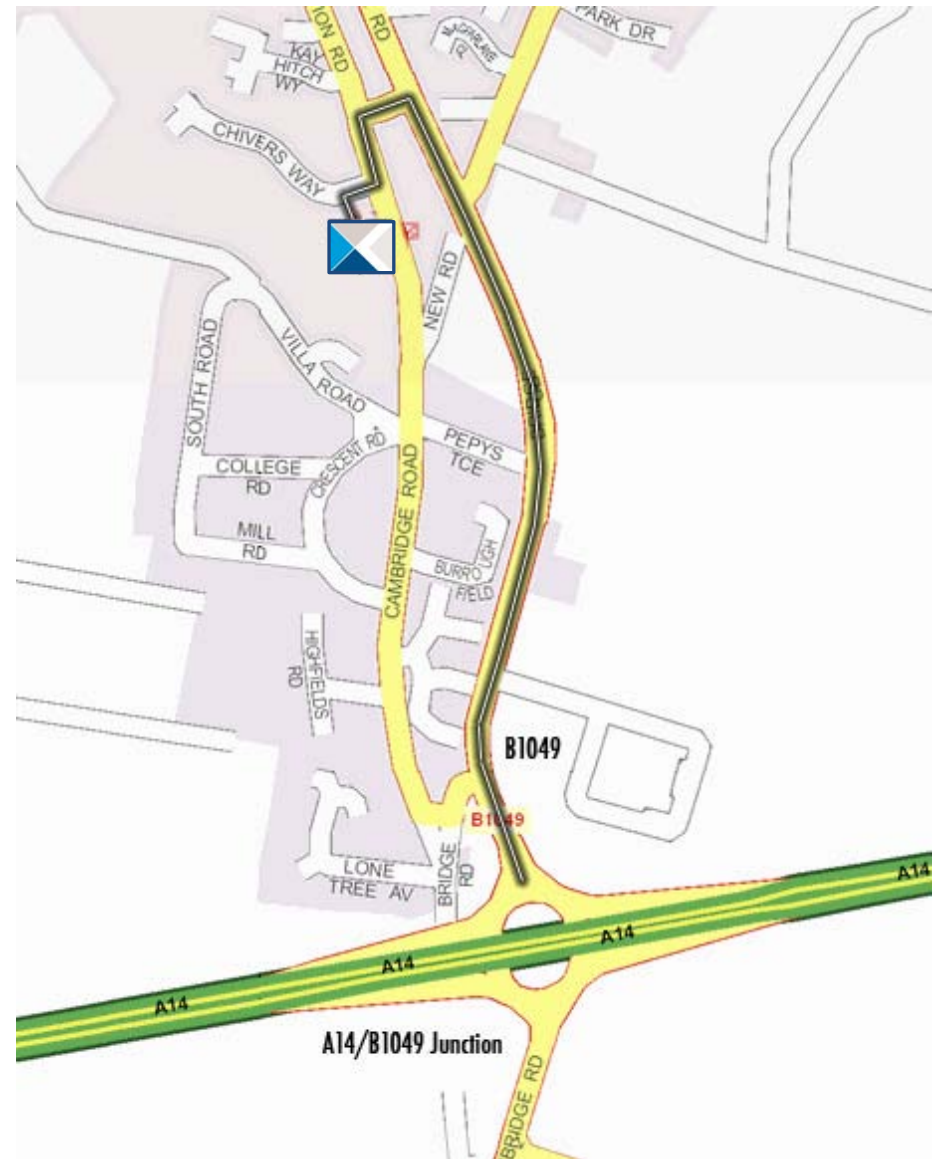 PARK DR
ION RD
RD
KAY
HITCH
WY
CHIVERS WAY
NEW RD
SOUTH ROAD
VILLA ROAD
CRESCENT RD
PEPYS
TCE
COLLEGE
RD
CAMBRIDGE ROAD
MILL
RD
BURROUGH
FIELD
HIGHFIELDS
RD
B1049
B1049
LONE
TREE AV
BRIDGE
RD
A14
A14
A14
A14
A14/B1049 Junction
BRIDGE RD